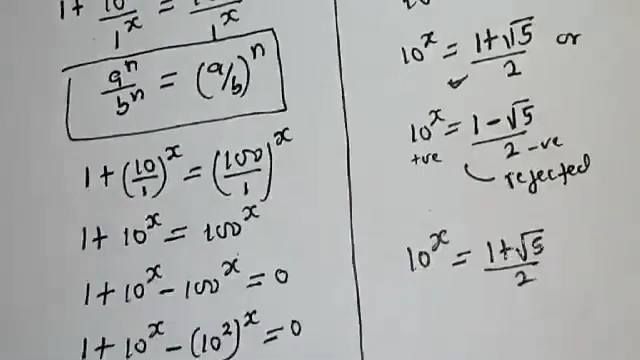 1 + 10^x/1^x = 100^x/1^x
a^n/b^n = (a/b)^n
1 + (10/1)^x = (100/1)^x
1 + 10^x = 100^x
1 + 10^x - 100^x = 0
1 + 10^x - (10^2)^x = 0
10^x = (1+√5)/2 or
10^x = (1-√5)/2
+ve -ve
rejected
10^x = (1+√5)/2